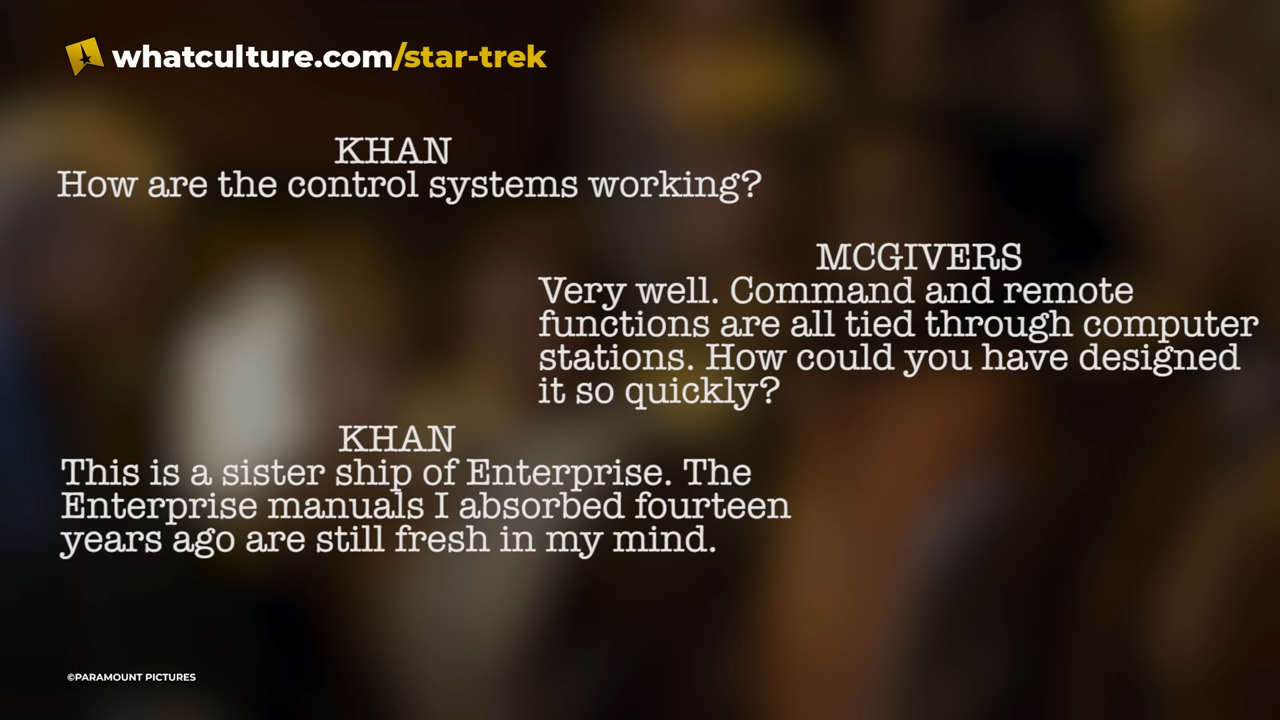 whatculture.com/star-trek
KHAN
How are the control systems working?
MCGIVERS
Very well. Command and remote
functions are all tied through computer
stations. How could you have designed
it so quickly?
KHAN
This is a sister ship of Enterprise. The
Enterprise manuals I absorbed fourteen
years ago are still fresh in my mind.
©PARAMOUNT PICTURES